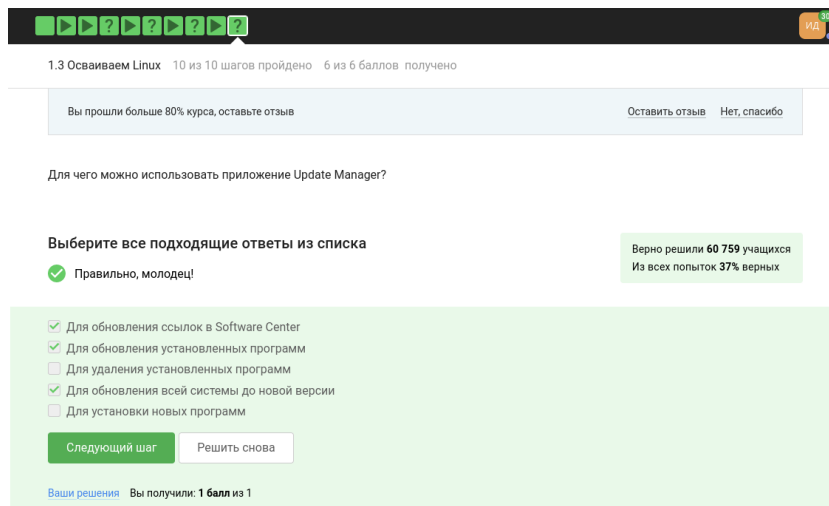 ? ? ? ?
ИД
30
1.3 Осваиваем Linux 10 из 10 шагов пройдено 6 из 6 баллов получено
Вы прошли больше 80% курса, оставьте отзыв Оставить отзыв Нет, спасибо
Для чего можно использовать приложение Update Manager?
Выберите все подходящие ответы из списка
Правильно, молодец!
Верно решили 60 759 учащихся
Из всех попыток 37% верных
Для обновления ссылок в Software Center
Для обновления установленных программ
Для удаления установленных программ
Для обновления всей системы до новой версии
Для установки новых программ
Следующий шаг Решить снова
Ваши решения Вы получили: 1 балл из 1